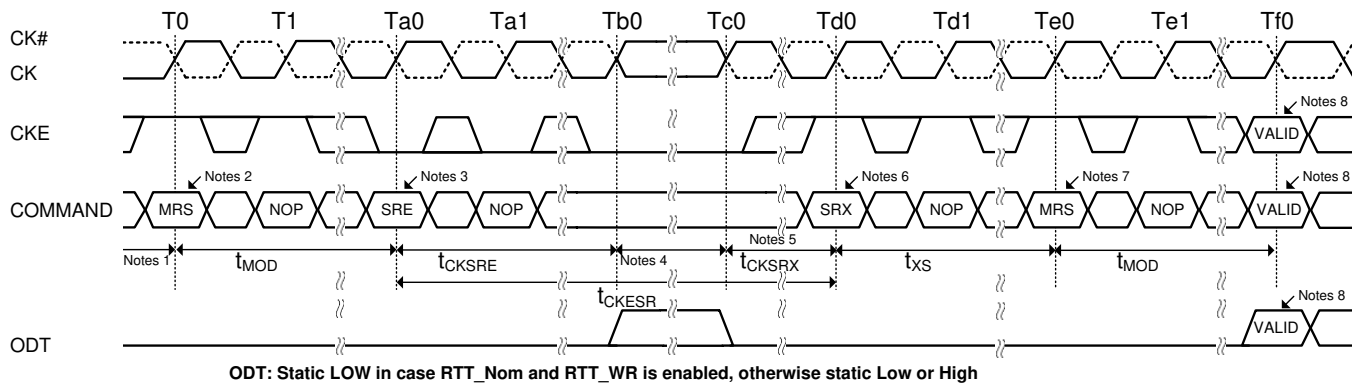 T0 T1 Ta0 Ta1 Tb0 Tc0 Td0 Td1 Te0 Te1 Tf0
CK#
CK
Notes 8
CKE
VALID
Notes 2 Notes 3 Notes 6 Notes 7 Notes 8
COMMAND MRS NOP SRE NOP SRX NOP MRS NOP VALID
Notes 1 tMOD tCKSRE Notes 4 Notes 5 tCKSRX tXS tMOD
tCKESR
Notes 8
ODT VALID
ODT: Static LOW in case RTT_Nom and RTT_WR is enabled, otherwise static Low or High